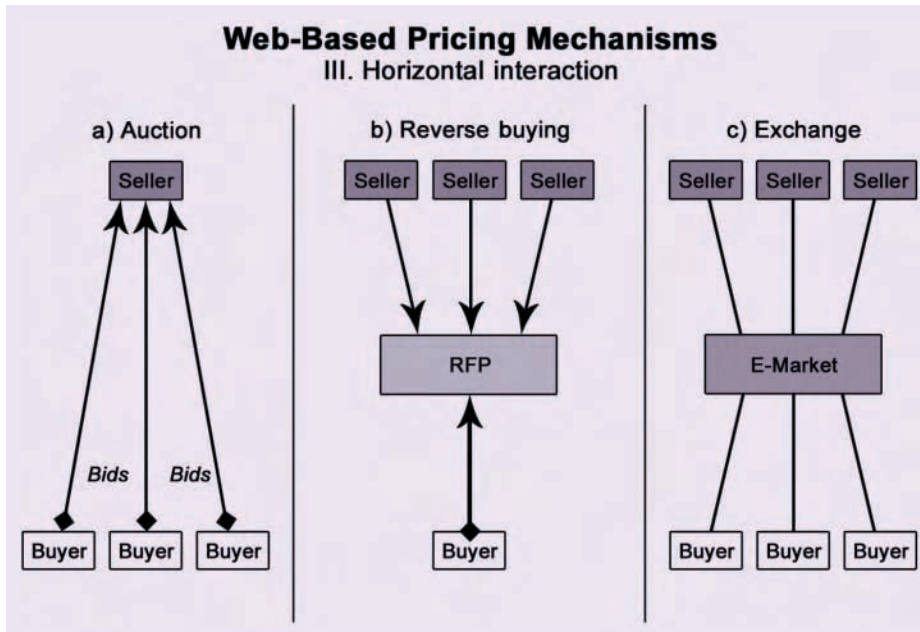 Web-Based Pricing Mechanisms
III. Horizontal interaction
a) Auction
Seller
Bids Bids
Buyer Buyer Buyer
b) Reverse buying
Seller Seller Seller
RFP
Buyer
c) Exchange
Seller Seller Seller
E-Market
Buyer Buyer Buyer